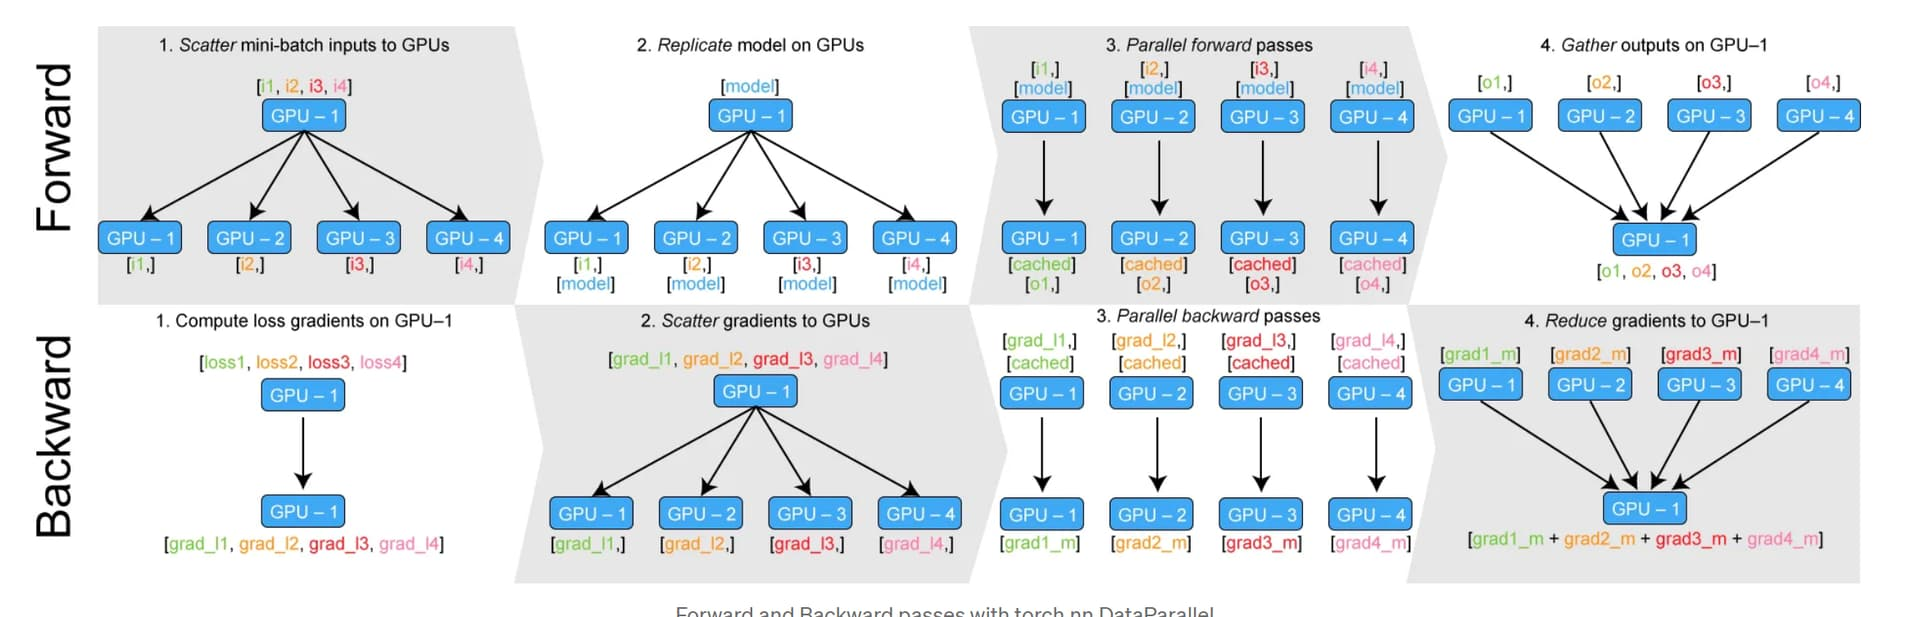 Forward
1. Scatter mini-batch inputs to GPUs
[i1, i2, i3, i4]
GPU – 1
GPU – 1 GPU – 2 GPU – 3 GPU – 4
[i1,] [i2,] [i3,] [i4,]
2. Replicate model on GPUs
[model]
GPU – 1
GPU – 1 GPU – 2 GPU – 3 GPU – 4
[i1,] [i2,] [i3,] [i4,]
[model] [model] [model] [model]
3. Parallel forward passes
[i1,] [i2,] [i3,] [i4,]
[model] [model] [model] [model]
GPU – 1 GPU – 2 GPU – 3 GPU – 4
GPU – 1 GPU – 2 GPU – 3 GPU – 4
[cached] [cached] [cached] [cached]
[o1,] [o2,] [o3,] [o4,]
4. Gather outputs on GPU–1
[o1,] [o2,] [o3,] [o4,]
GPU – 1 GPU – 2 GPU – 3 GPU – 4
GPU – 1
[o1, o2, o3, o4]
Backward
1. Compute loss gradients on GPU–1
[loss1, loss2, loss3, loss4]
GPU – 1
GPU – 1
[grad_l1, grad_l2, grad_l3, grad_l4]
2. Scatter gradients to GPUs
[grad_l1, grad_l2, grad_l3, grad_l4]
GPU – 1
GPU – 1 GPU – 2 GPU – 3 GPU – 4
[grad_l1,] [grad_l2,] [grad_l3,] [grad_l4,]
3. Parallel backward passes
[grad_l1,] [grad_l2,] [grad_l3,] [grad_l4,]
[cached] [cached] [cached] [cached]
GPU – 1 GPU – 2 GPU – 3 GPU – 4
GPU – 1 GPU – 2 GPU – 3 GPU – 4
[grad1_m] [grad2_m] [grad3_m] [grad4_m]
4. Reduce gradients to GPU–1
[grad1_m] [grad2_m] [grad3_m] [grad4_m]
GPU – 1 GPU – 2 GPU – 3 GPU – 4
GPU – 1
[grad1_m + grad2_m + grad3_m + grad4_m]
Forward and Backward passes with torch.nn.DataParallel